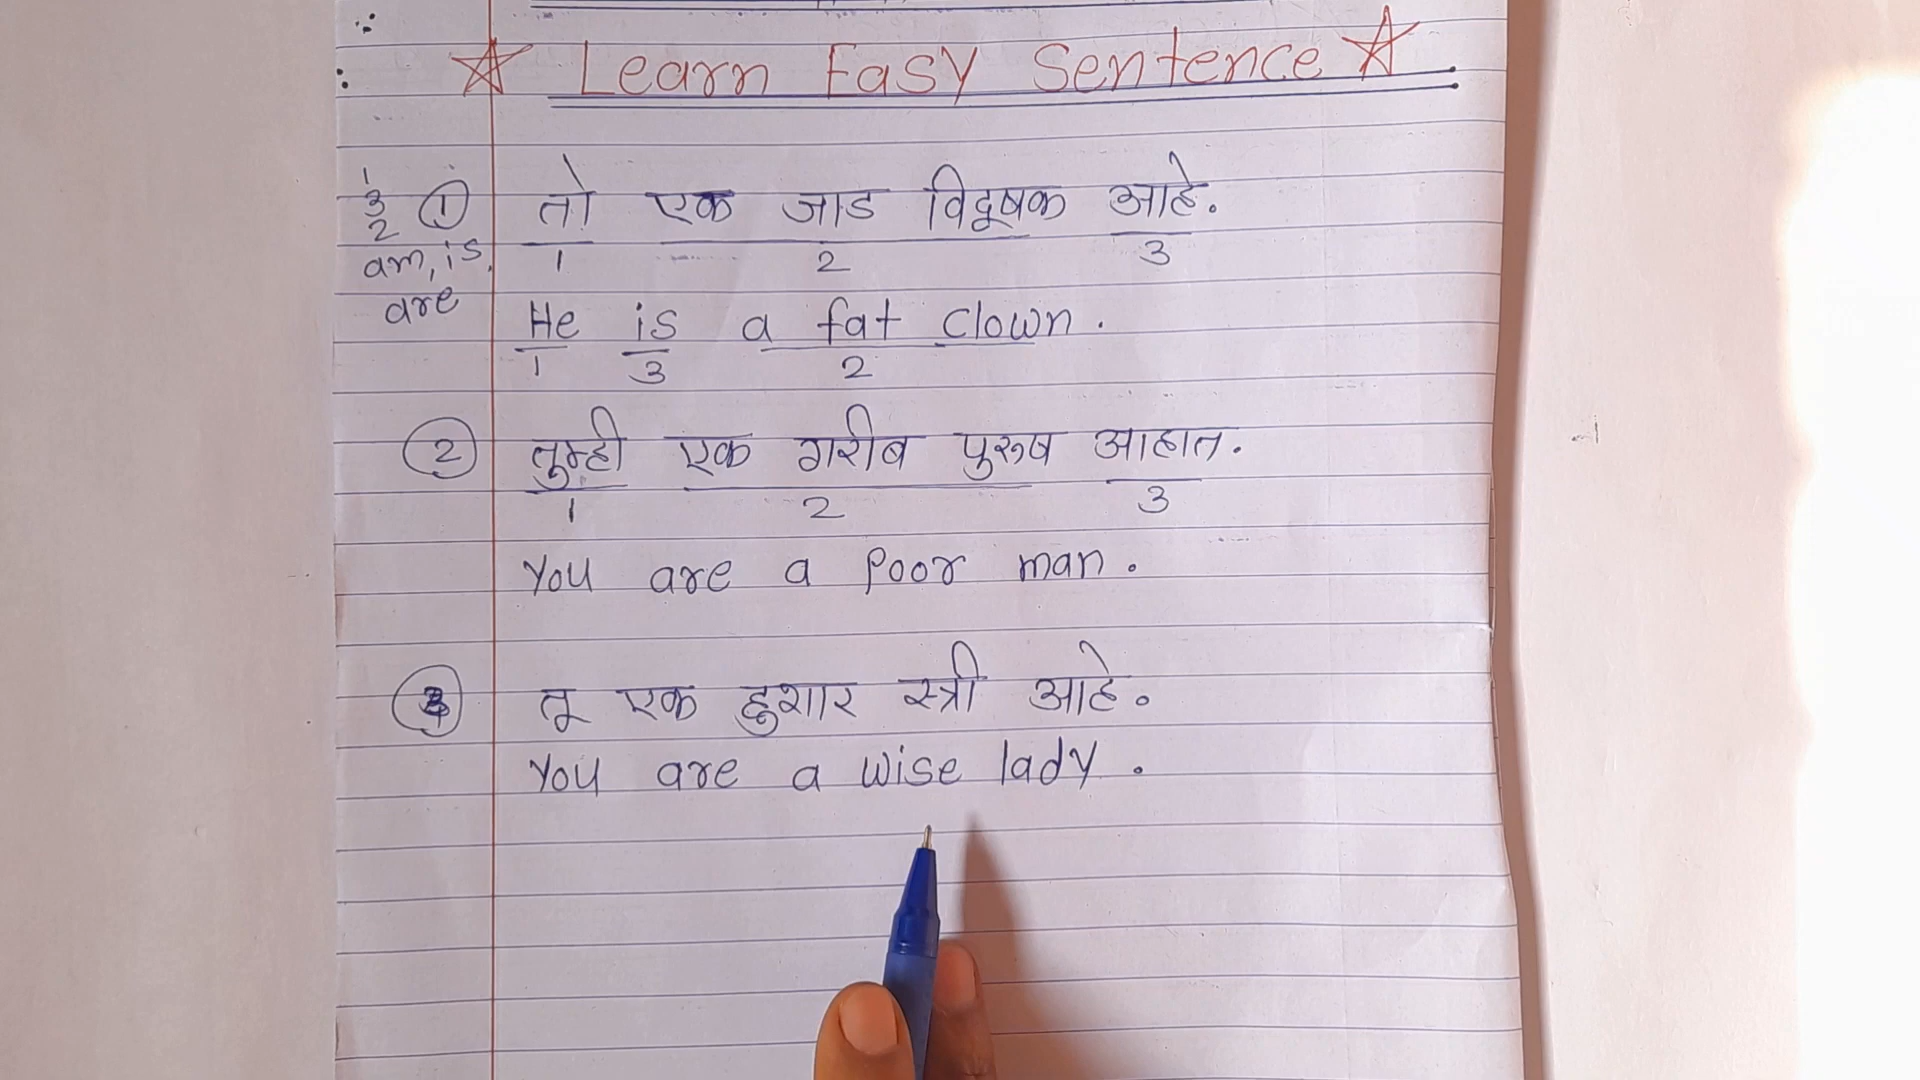 ☆ Learn Easy Sentence ☆
1
3
2
am, is,
are
① तो एक जाड विदूषक आहे.
1 2 3
He is a fat clown.
1 3 2
② तुम्ही एक गरीब पुरुष आहात.
1 2 3
You are a poor man.
③ तू एक हुशार स्त्री आहे.
You are a wise lady.